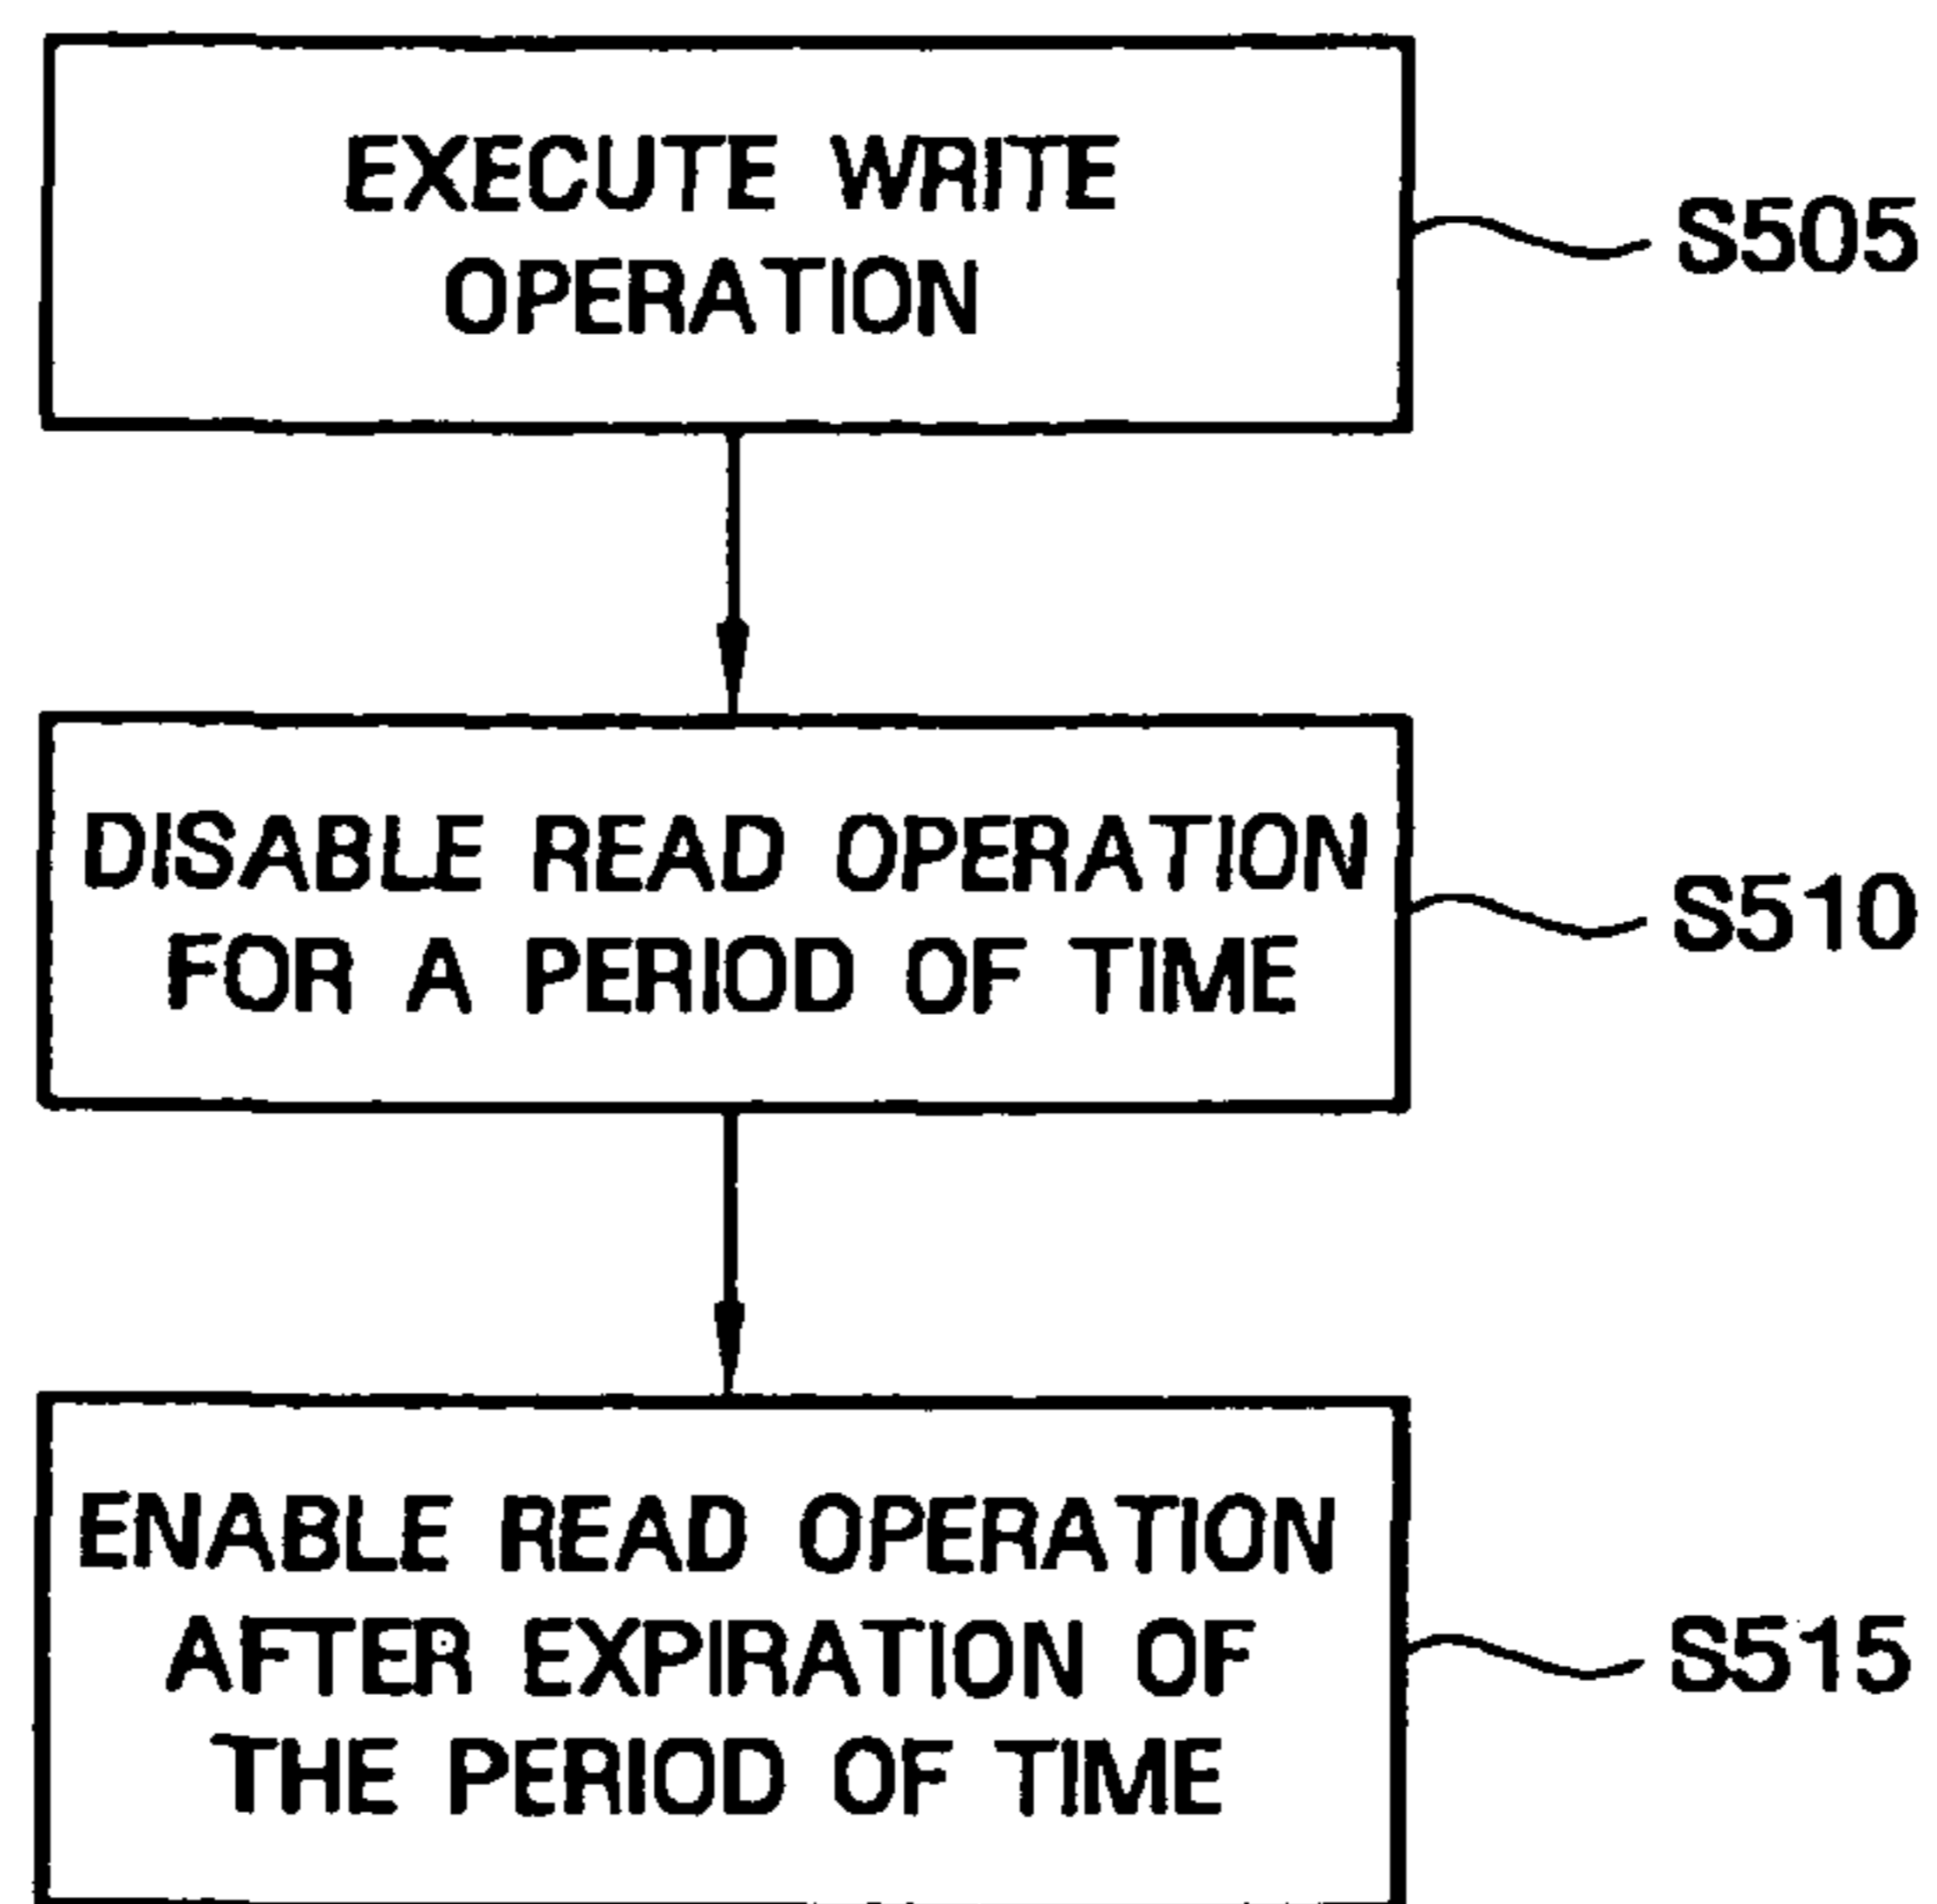 EXECUTE WRITE
OPERATION
S505
DISABLE READ OPERATION
FOR A PERIOD OF TIME
S510
ENABLE READ OPERATION
AFTER EXPIRATION OF
THE PERIOD OF TIME
S515